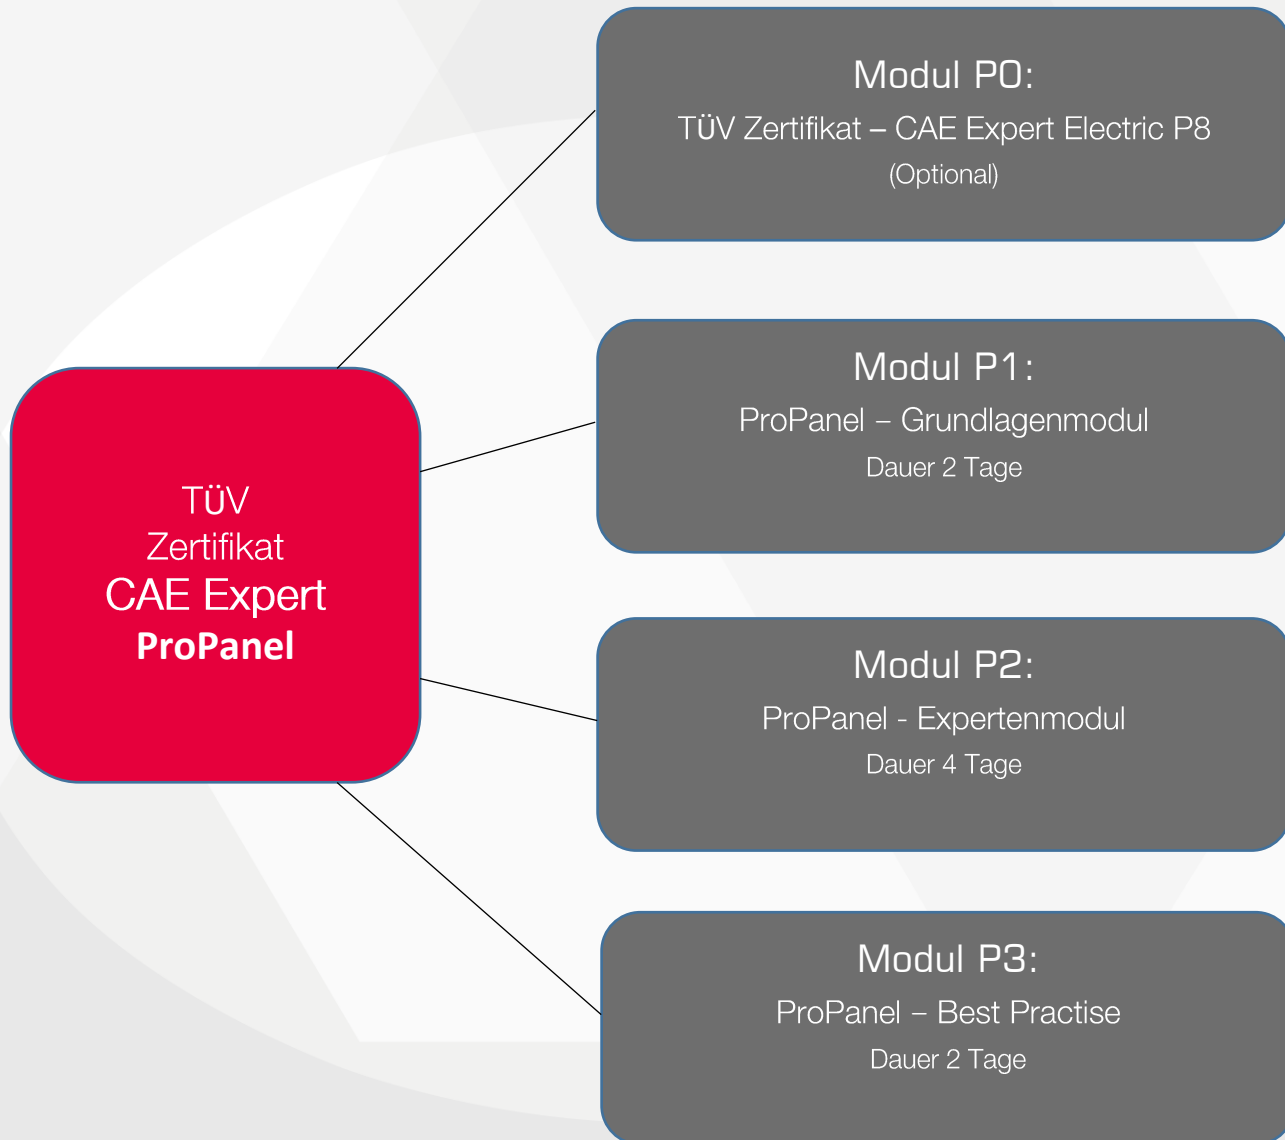 Modul P0:
TÜV Zertifikat – CAE Expert Electric P8
(Optional)
Modul P1:
ProPanel – Grundlagenmodul
Dauer 2 Tage
TÜV
Zertifikat
CAE Expert
ProPanel
Modul P2:
ProPanel - Expertenmodul
Dauer 4 Tage
Modul P3:
ProPanel – Best Practise
Dauer 2 Tage